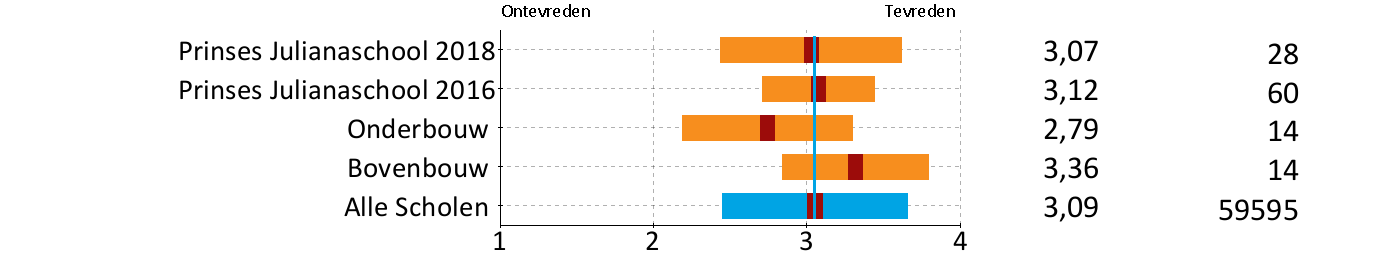 Ontevreden Tevreden
Prinses Julianaschool 2018 3,07 28
Prinses Julianaschool 2016 3,12 60
Onderbouw 2,79 14
Bovenbouw 3,36 14
Alle Scholen 3,09 59595
1 2 3 4